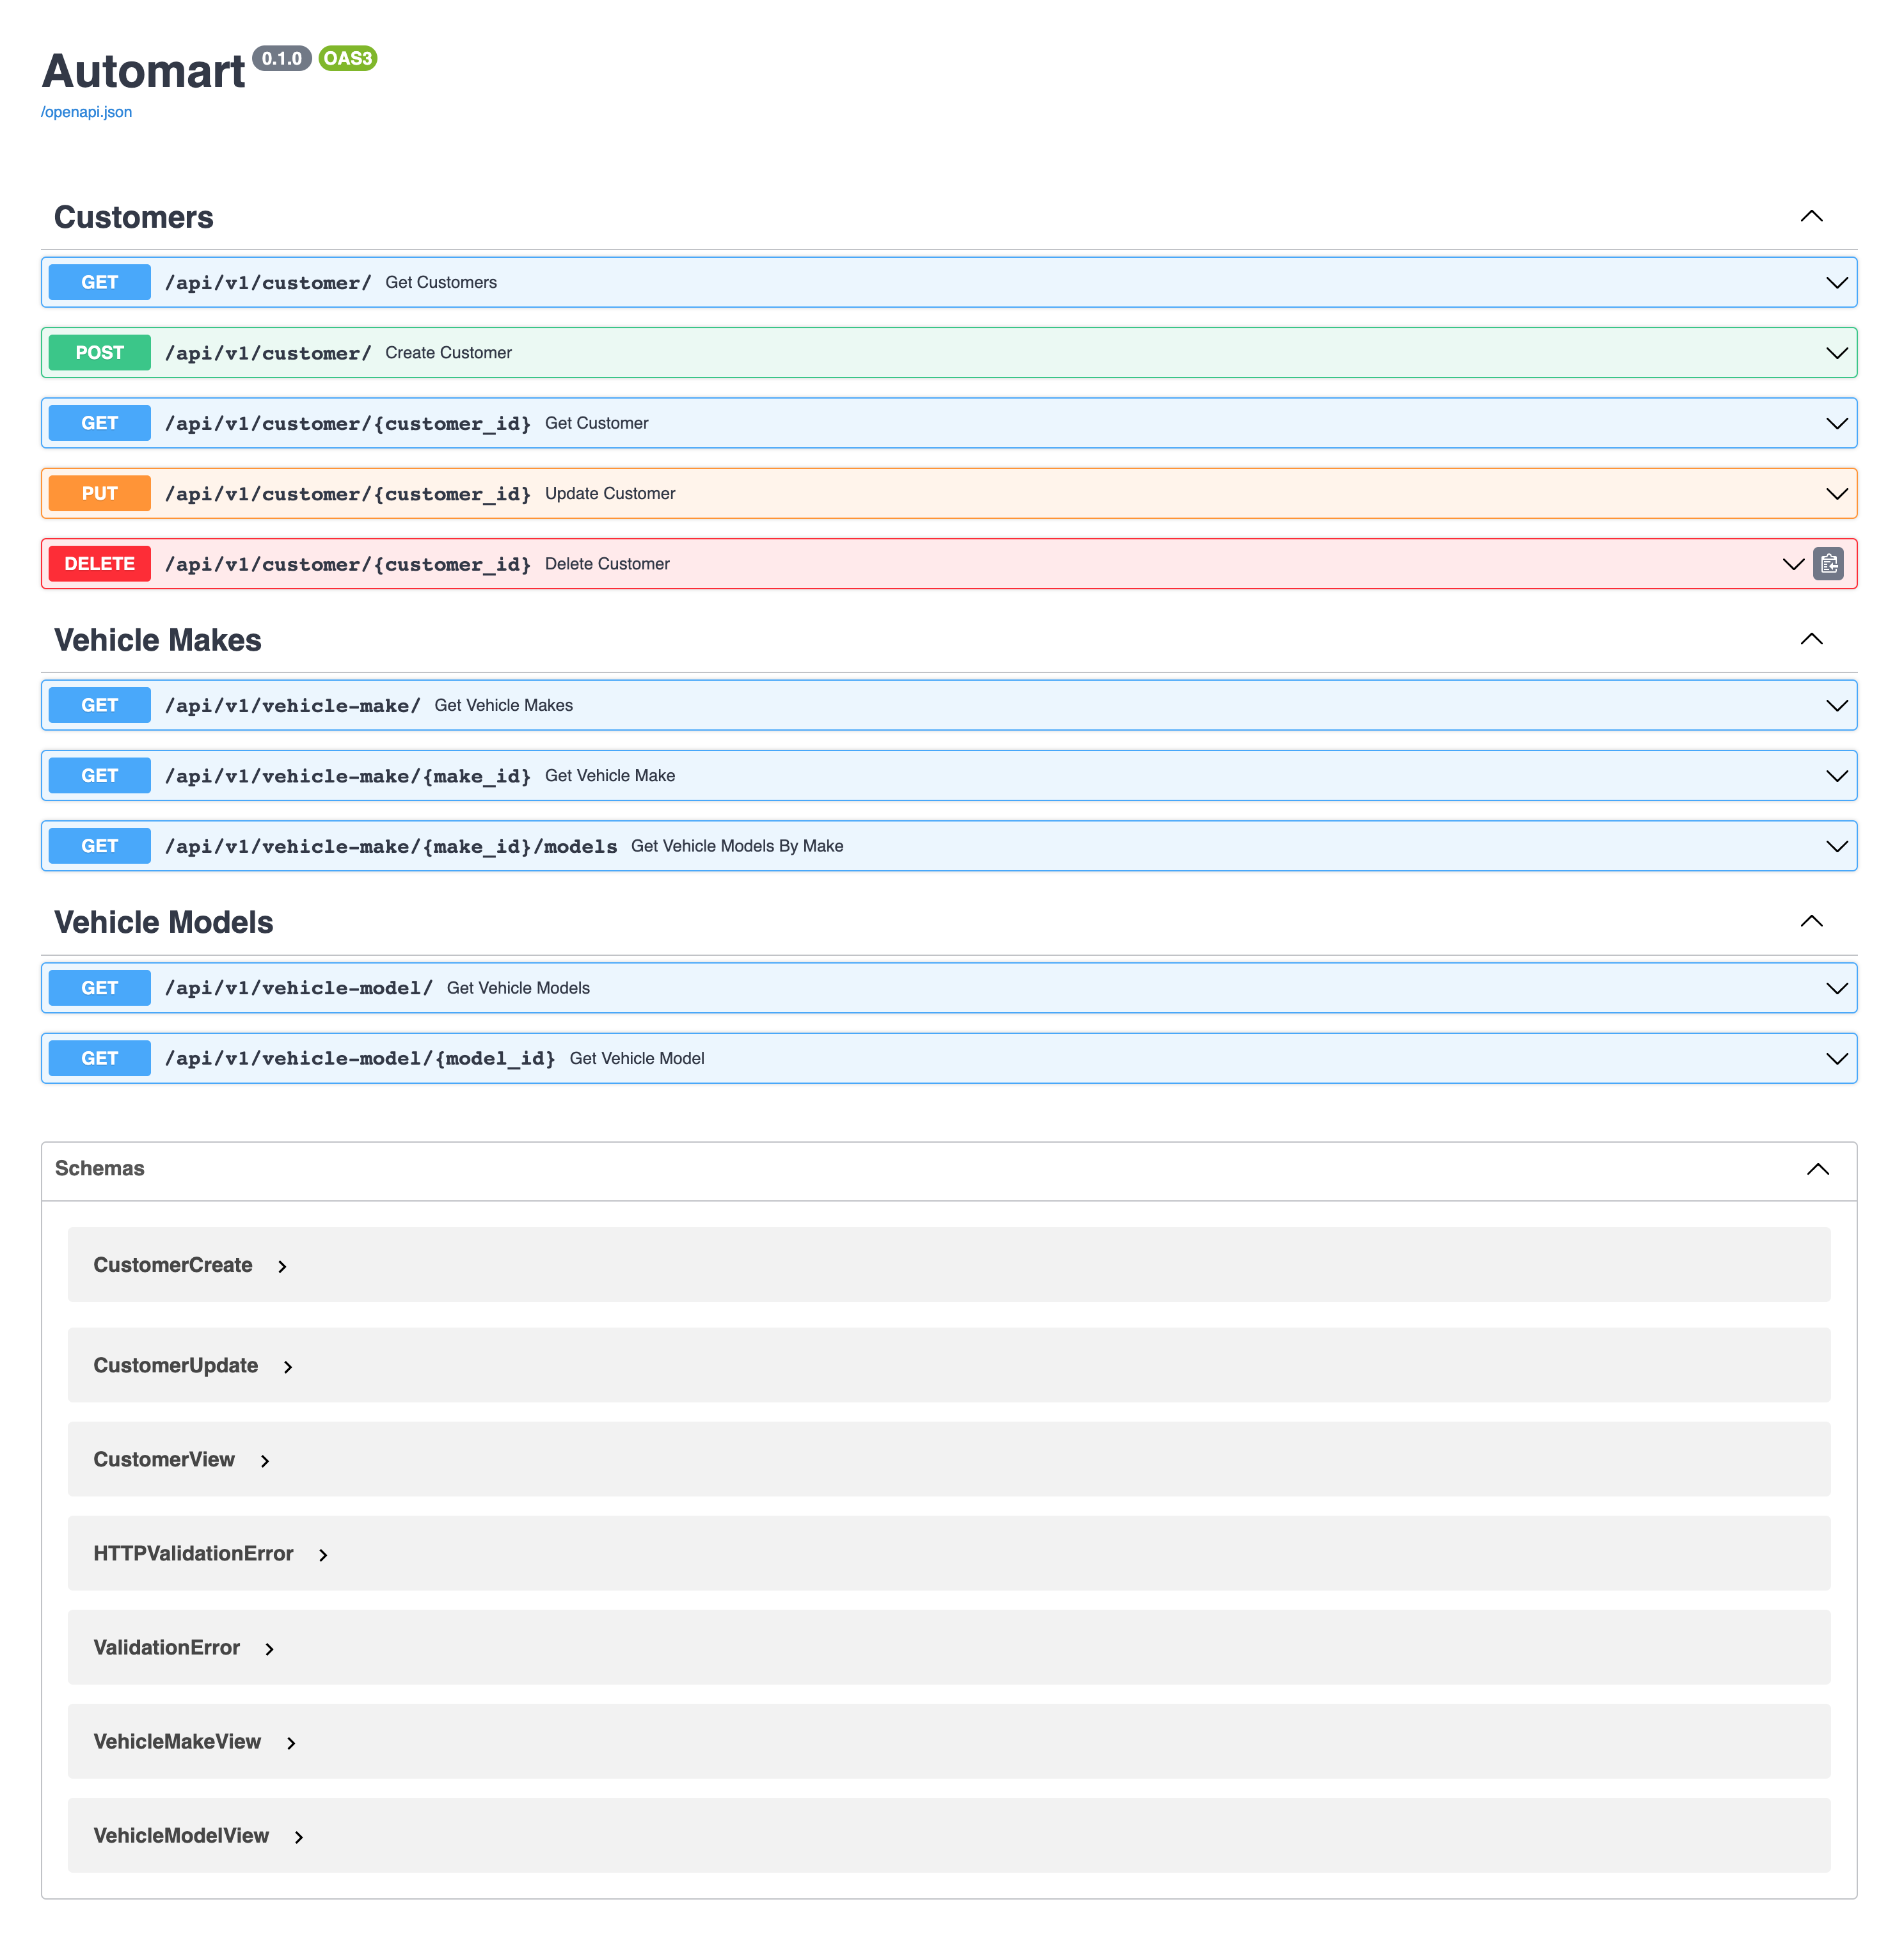 Automart 0.1.0 OAS3
/openapi.json
Customers
GET /api/v1/customer/ Get Customers
POST /api/v1/customer/ Create Customer
GET /api/v1/customer/{customer_id} Get Customer
PUT /api/v1/customer/{customer_id} Update Customer
DELETE /api/v1/customer/{customer_id} Delete Customer
Vehicle Makes
GET /api/v1/vehicle-make/ Get Vehicle Makes
GET /api/v1/vehicle-make/{make_id} Get Vehicle Make
GET /api/v1/vehicle-make/{make_id}/models Get Vehicle Models By Make
Vehicle Models
GET /api/v1/vehicle-model/ Get Vehicle Models
GET /api/v1/vehicle-model/{model_id} Get Vehicle Model
Schemas
CustomerCreate
CustomerUpdate
CustomerView
HTTPValidationError
ValidationError
VehicleMakeView
VehicleModelView